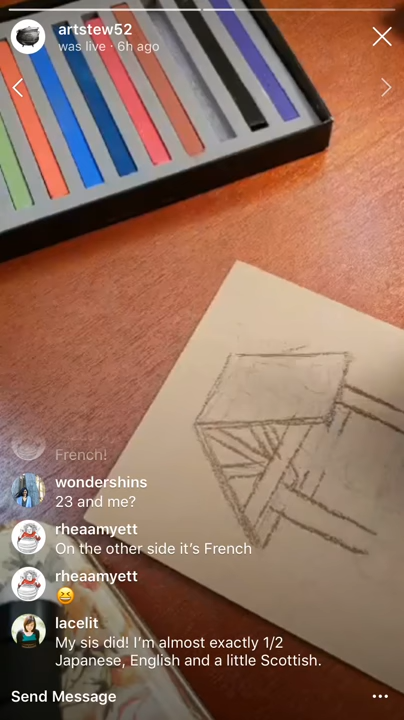 artstew52
was live · 6h ago
French!
wondershins
23 and me?
rheaamyett
On the other side it's French
rheaamyett
😆
lacelit
My sis did! I'm almost exactly 1/2
Japanese, English and a little Scottish.
Send Message